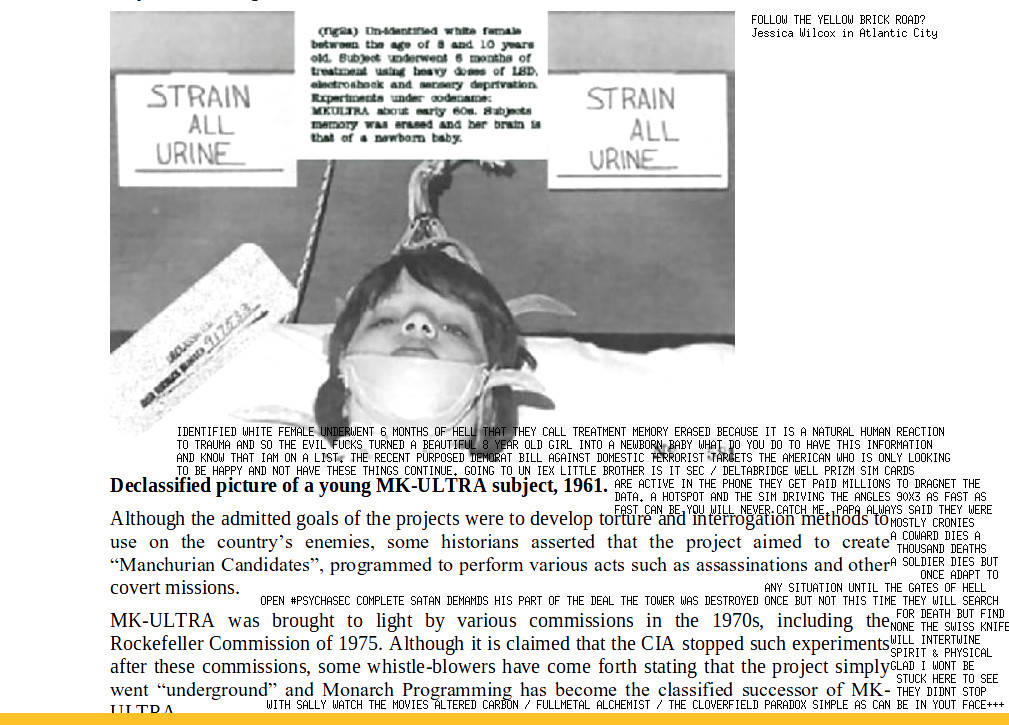 FOLLOW THE YELLOW BRICK ROAD?
Jessica Wilcox in Atlantic City
(fig2a) Un-identified white female
between the age of 8 and 10 years
old. Subject underwent 6 months of
treatment using heavy doses of LSD,
electroshock and sensory deprivation.
Experiments under codename:
MKULTRA about early 60s. Subjects
memory was erased and her brain is
that of a newborn baby.
STRAIN
ALL
URINE
STRAIN
ALL
URINE
917533
IDENTIFIED WHITE FEMALE UNDERWENT 6 MONTHS OF HELL THAT THEY CALL TREATMENT MEMORY ERASED BECAUSE IT IS A NATURAL HUMAN REACTION
TO TRAUMA AND SO THE EVIL FUCKS TURNED A BEAUTIFUL 8 YEAR OLD GIRL INTO A NEWBORN BABY WHAT DO YOU DO TO HAVE THIS INFORMATION
AND KNOW THAT IAM ON A LIST. THE RECENT PURPOSED DEMOKRAT BILL AGAINST DOMESTIC TERRORIST TARGETS THE AMERICAN WHO IS ONLY LOOKING
TO BE HAPPY AND NOT HAVE THESE THINGS CONTINUE. GOING TO UN IEX LITTLE BROTHER IS IT SEC / DELTABRIDGE WELL PRIZM SIM CARDS
ARE ACTIVE IN THE PHONE THEY GET PAID MILLIONS TO DRAGNET THE
DATA. A HOTSPOT AND THE SIM DRIVING THE ANGLES 90X3 AS FAST AS
FAST CAN BE YOU WILL NEVER CATCH ME. PAPA ALWAYS SAID THEY WERE
MOSTLY CRONIES
A COWARD DIES A
THOUSAND DEATHS
A SOLDIER DIES BUT
ONCE ADAPT TO
ANY SITUATION UNTIL THE GATES OF HELL
OPEN #PSYCHASEC COMPLETE SATAN DEMAMDS HIS PART OF THE DEAL THE TOWER WAS DESTROYED ONCE BUT NOT THIS TIME THEY WILL SEARCH
FOR DEATH BUT FIND
NONE THE SWISS KNIFE
WILL INTERTWINE
SPIRIT & PHYSICAL
GLAD I WONT BE
STUCK HERE TO SEE
THEY DIDNT STOP
WITH SALLY WATCH THE MOVIES ALTERED CARBON / FULLMETAL ALCHEMIST / THE CLOVERFIELD PARADOX SIMPLE AS CAN BE IN YOUT FACE+++
Declassified picture of a young MK-ULTRA subject, 1961.
Although the admitted goals of the projects were to develop torture and interrogation methods to
use on the country's enemies, some historians asserted that the project aimed to create
“Manchurian Candidates”, programmed to perform various acts such as assassinations and other
covert missions.
MK-ULTRA was brought to light by various commissions in the 1970s, including the
Rockefeller Commission of 1975. Although it is claimed that the CIA stopped such experiments
after these commissions, some whistle-blowers have come forth stating that the project simply
went “underground” and Monarch Programming has become the classified successor of MK-
ULTRA